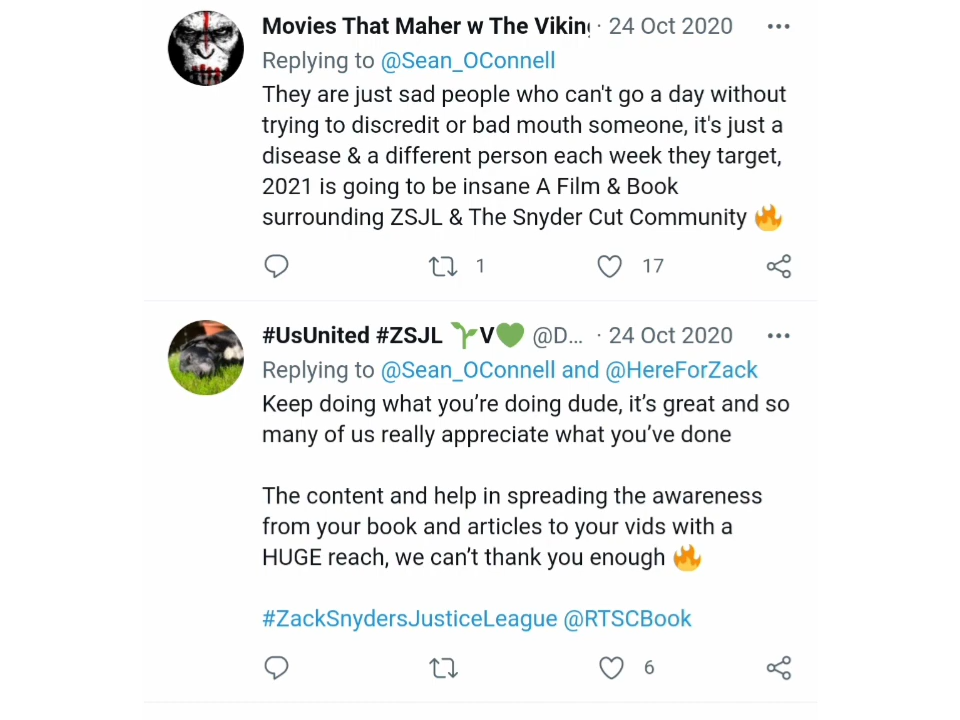 Movies That Maher w The Viking · 24 Oct 2020
Replying to @Sean_OConnell
They are just sad people who can't go a day without
trying to discredit or bad mouth someone, it's just a
disease & a different person each week they target,
2021 is going to be insane A Film & Book
surrounding ZSJL & The Snyder Cut Community 🔥
1 17
#UsUnited #ZSJL 🌱V💚 @D... · 24 Oct 2020
Replying to @Sean_OConnell and @HereForZack
Keep doing what you’re doing dude, it’s great and so
many of us really appreciate what you’ve done
The content and help in spreading the awareness
from your book and articles to your vids with a
HUGE reach, we can’t thank you enough 🔥
#ZackSnydersJusticeLeague @RTSCBook
6